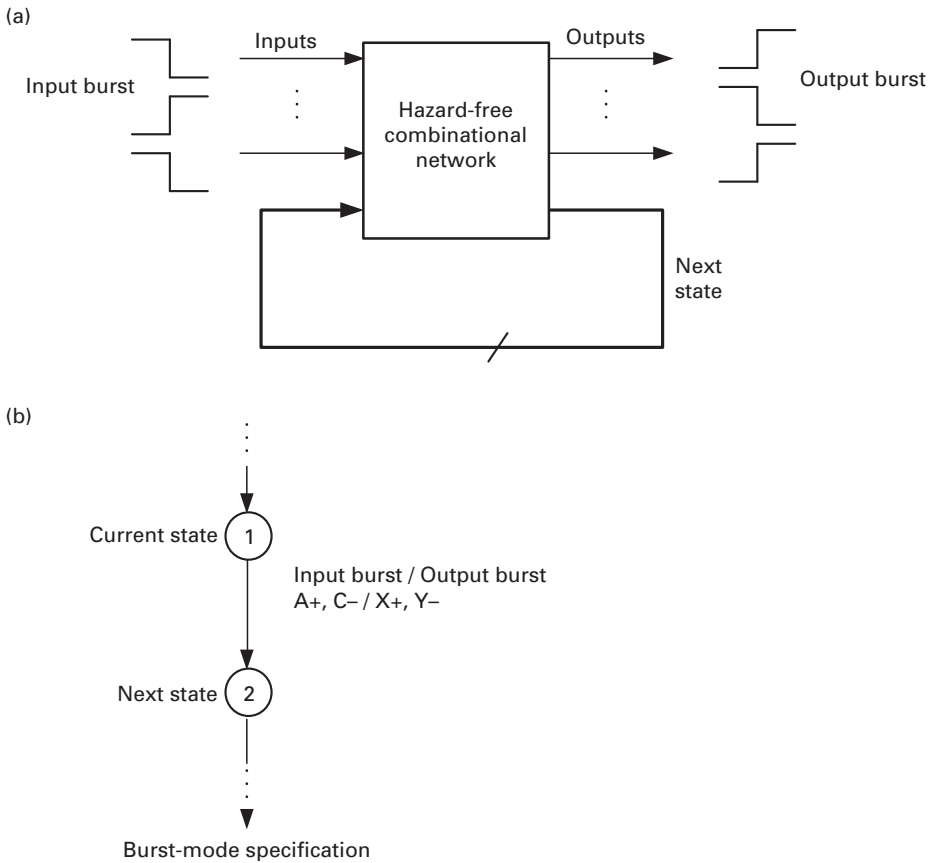 (a)
Inputs
Outputs
Input burst
Output burst
Hazard-free
combinational
network
Next
state
(b)
Current state
1
Input burst / Output burst
A+, C– / X+, Y–
Next state
2
Burst-mode specification